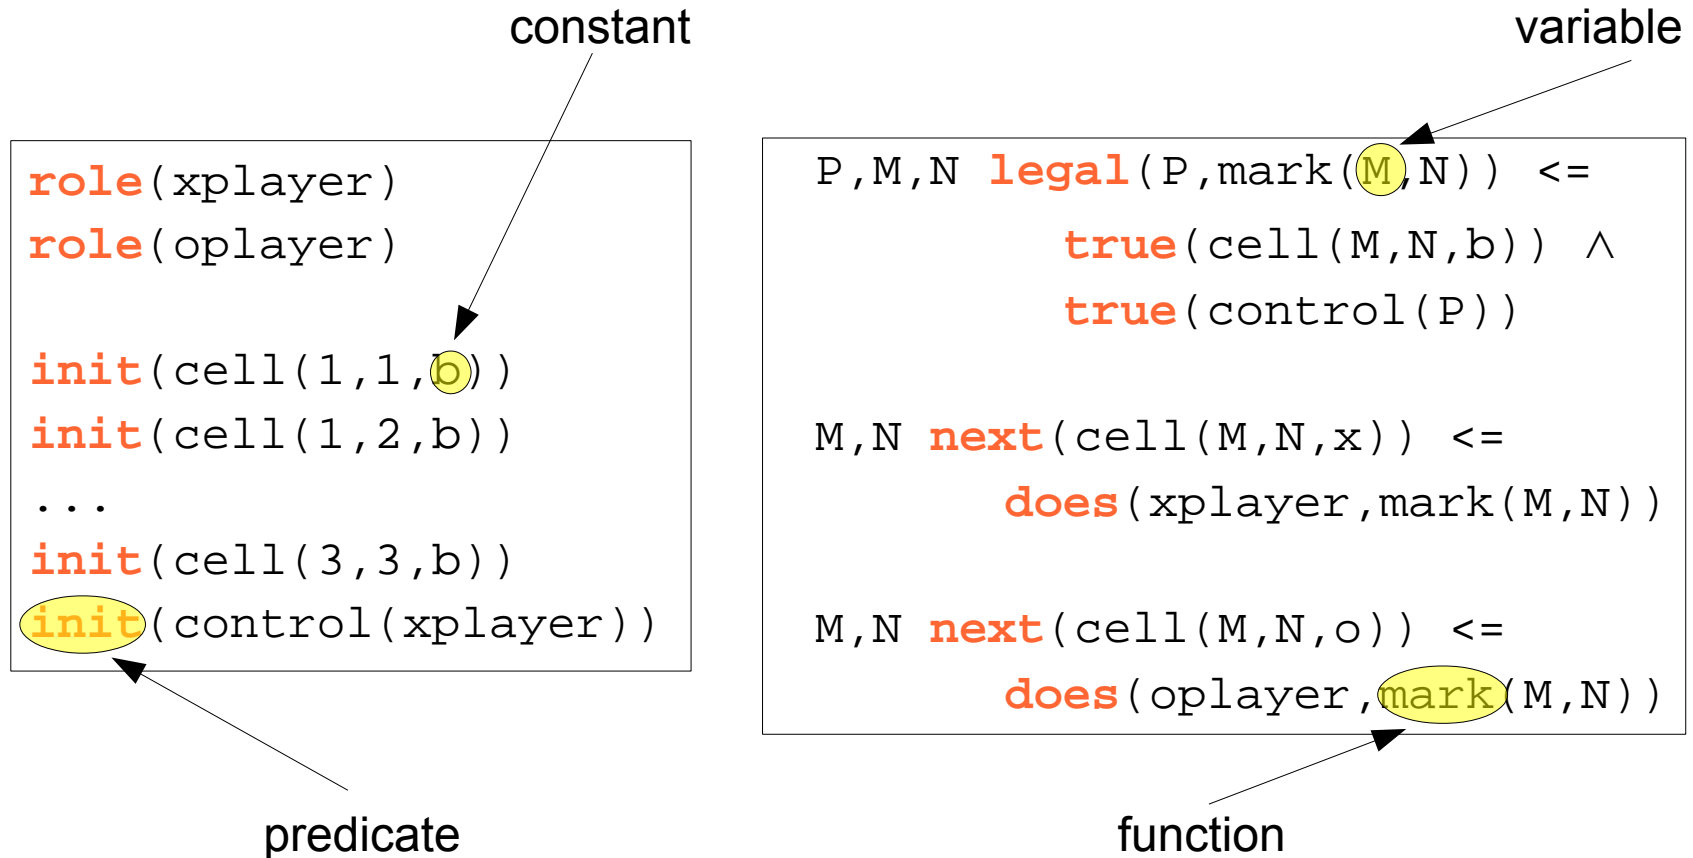 constant
variable
role(xplayer)
role(oplayer)
init(cell(1,1,b))
init(cell(1,2,b))
...
init(cell(3,3,b))
init(control(xplayer))
P,M,N legal(P,mark(M,N)) <=
true(cell(M,N,b)) ∧
true(control(P))
M,N next(cell(M,N,x)) <=
does(xplayer,mark(M,N))
M,N next(cell(M,N,o)) <=
does(oplayer,mark(M,N))
predicate
function